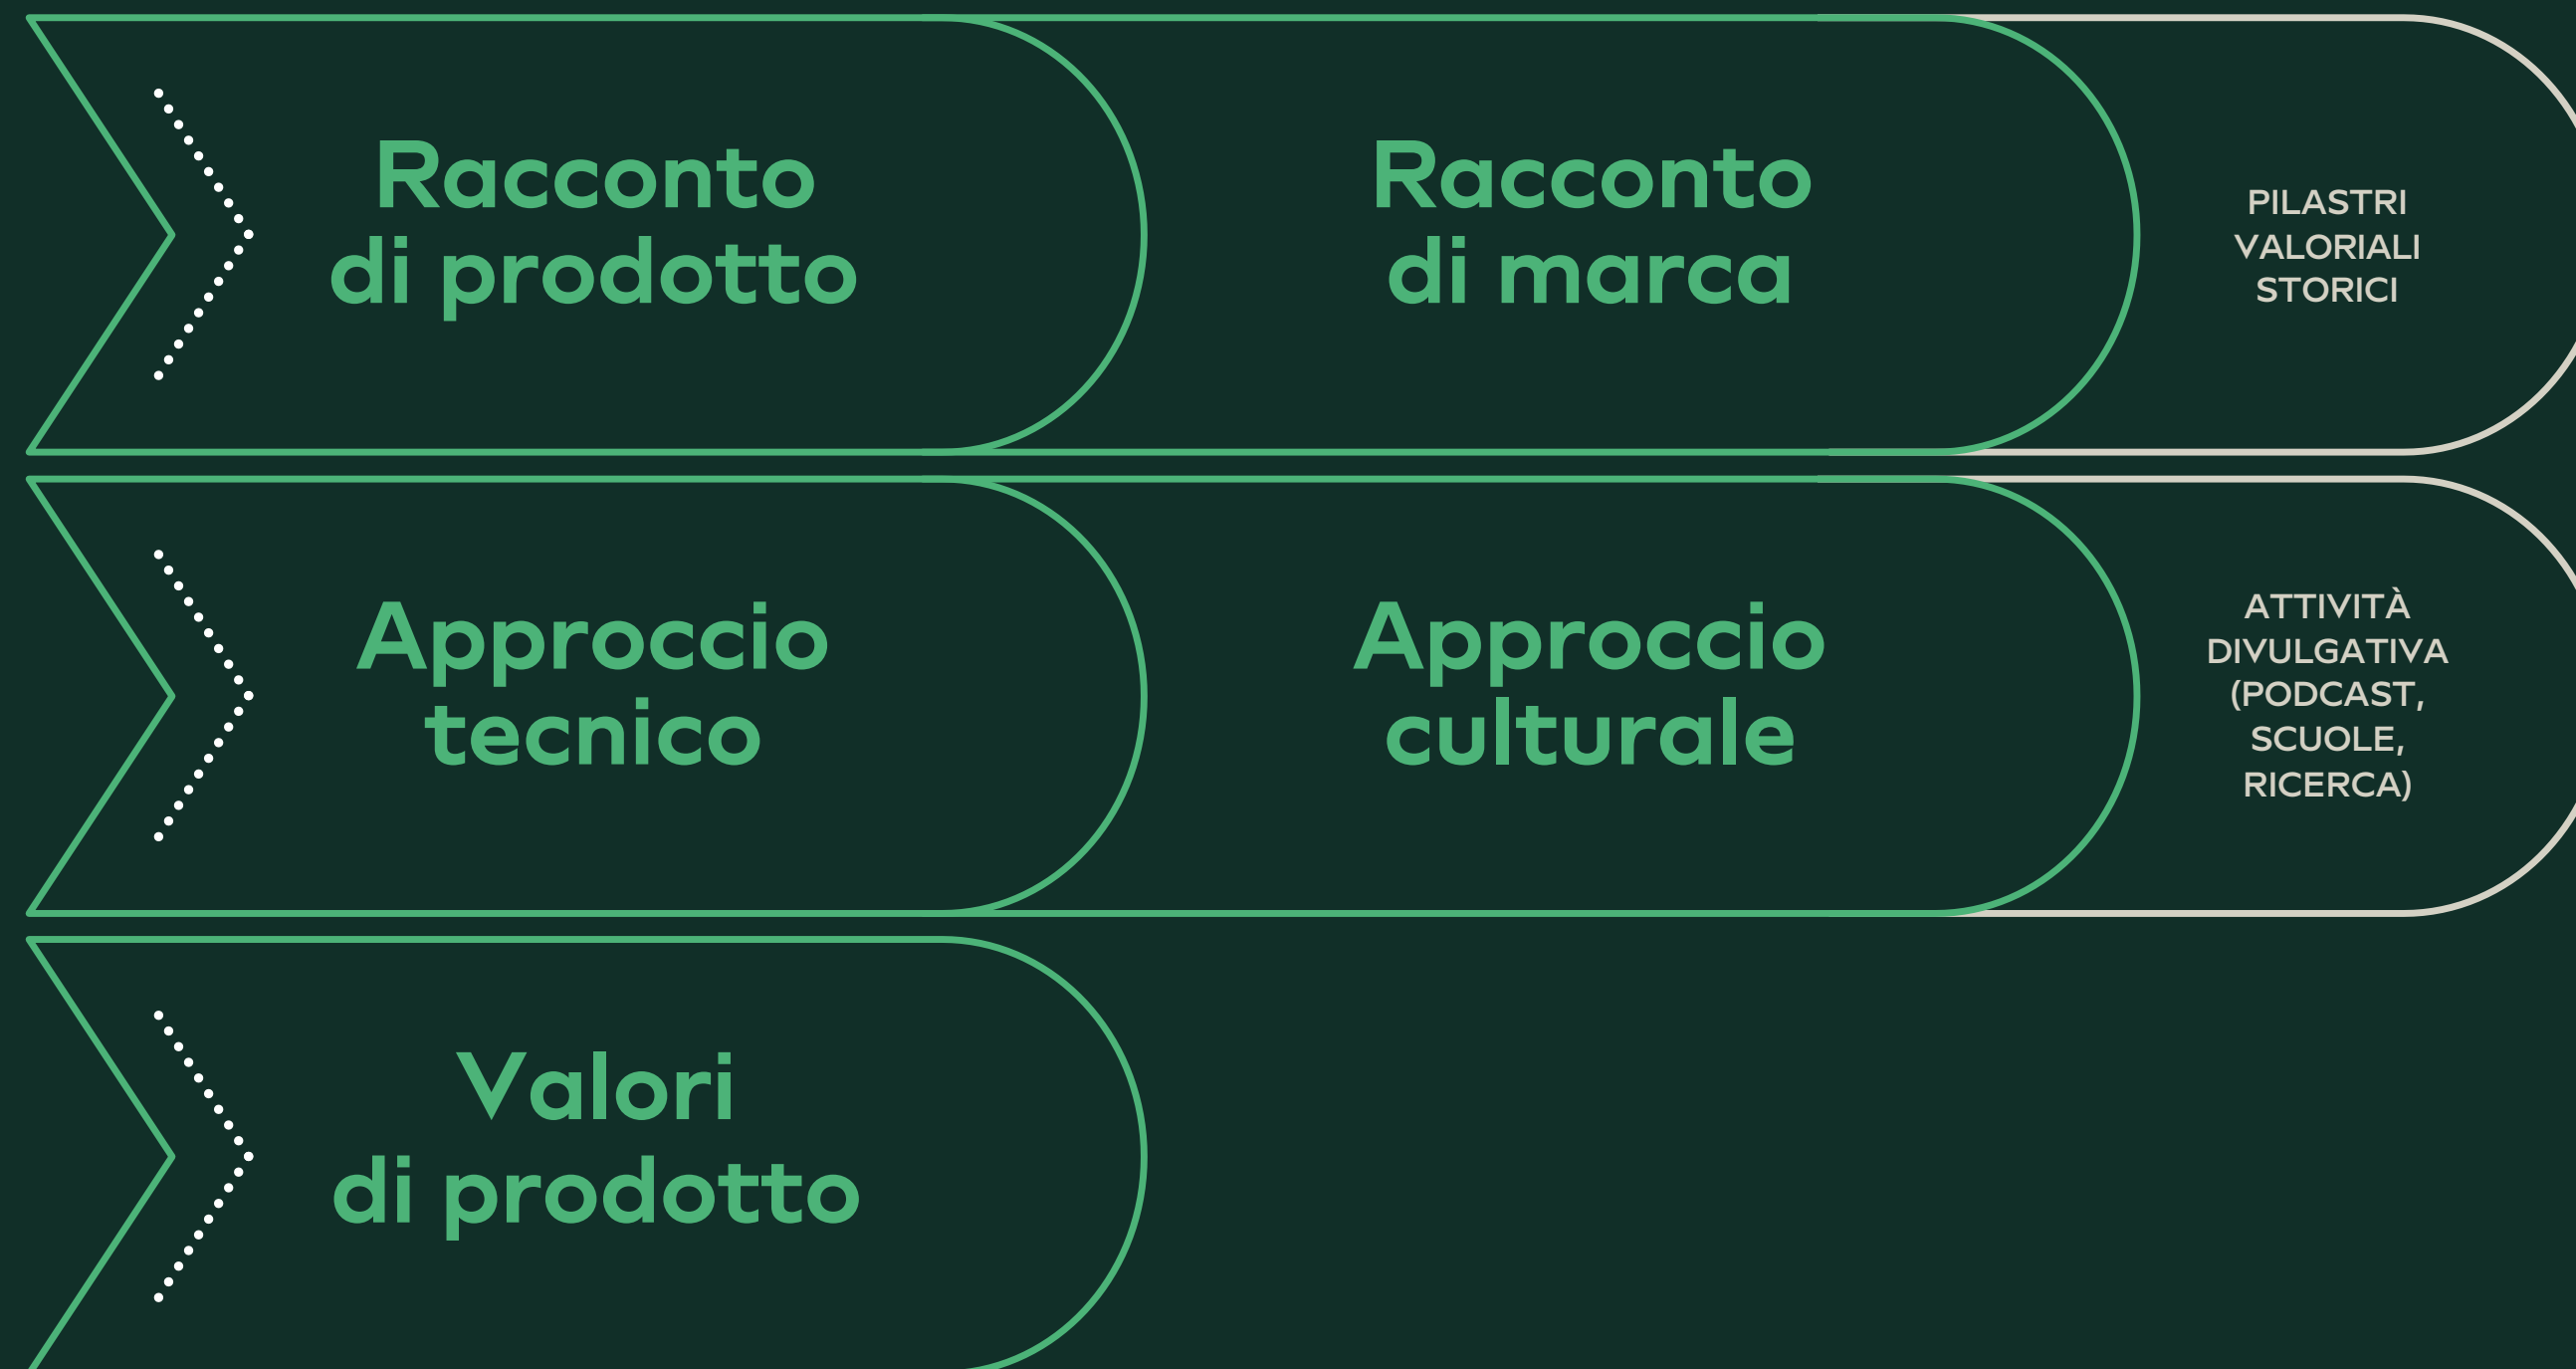 Racconto
di prodotto
Racconto
di marca
PILASTRI
VALORIALI
STORICI
Approccio
tecnico
Approccio
culturale
ATTIVITÀ
DIVULGATIVA
(PODCAST,
SCUOLE,
RICERCA)
Valori
di prodotto